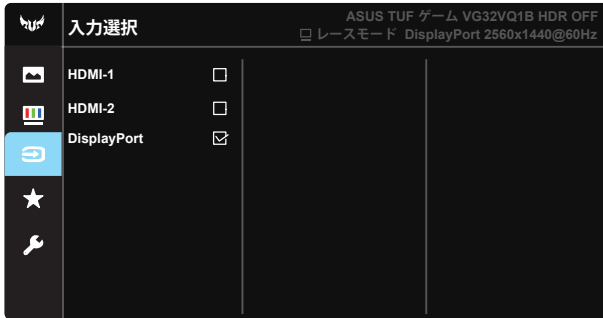 入力選択
ASUS TUF ゲーム VG32VQ1B HDR OFF
レースモード DisplayPort 2560x1440@60Hz
HDMI-1
HDMI-2
DisplayPort